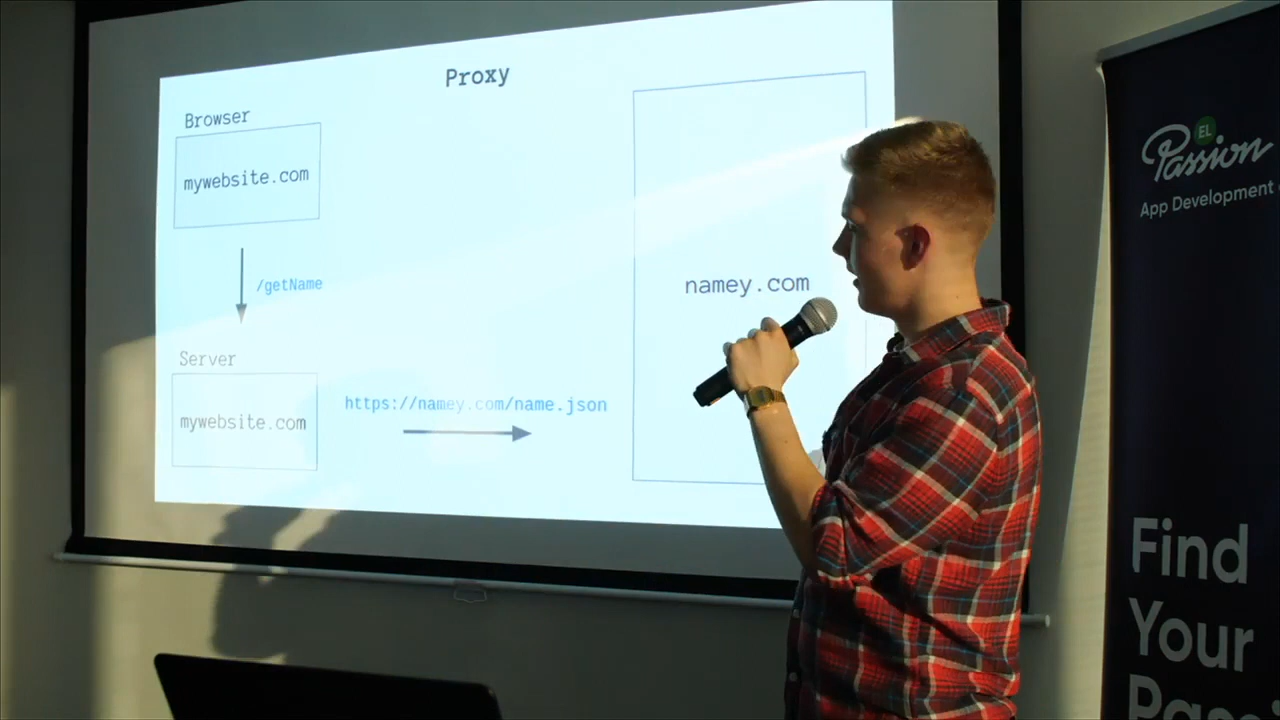 Proxy
Browser
mywebsite.com
/getName
Server
mywebsite.com
https://namey.com/name.json
namey.com
EL
Passion
App Development
Find
Your